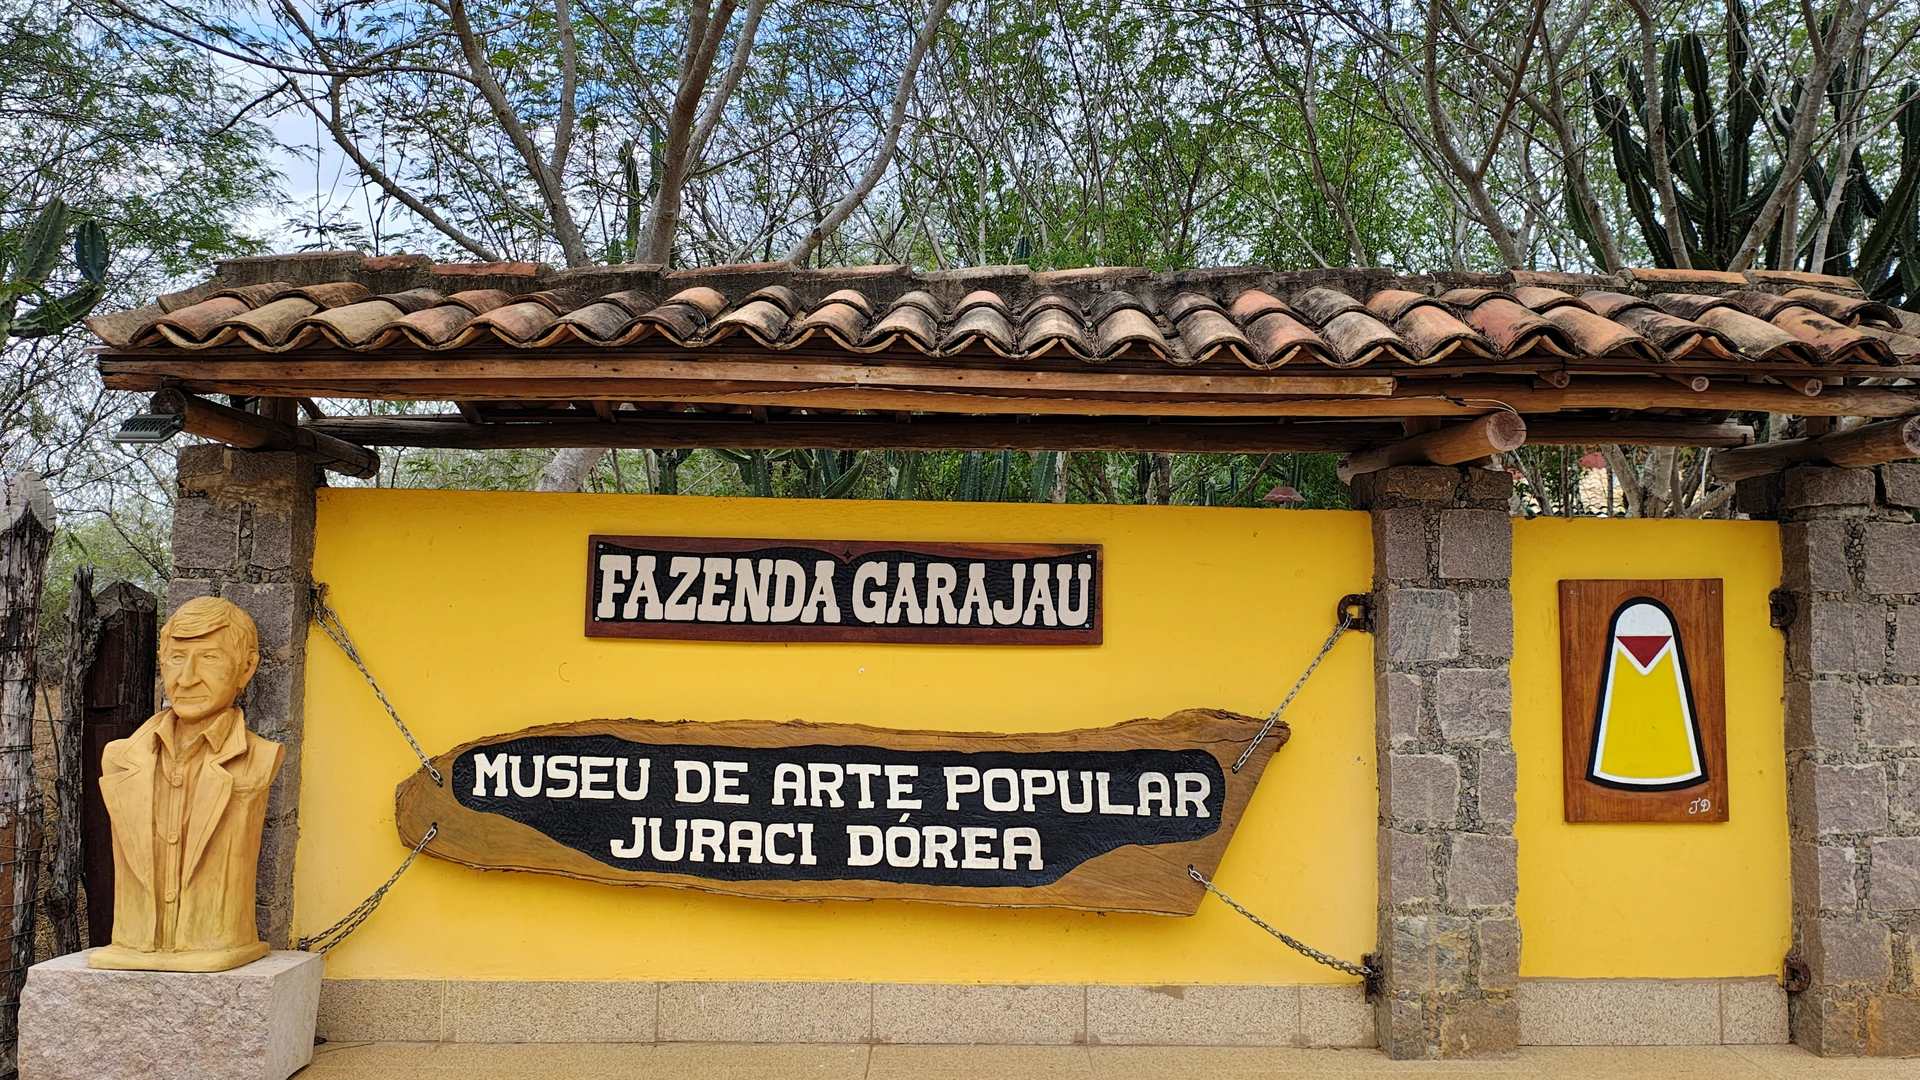 FAZENDA GARAJAU
MUSEU DE ARTE POPULAR
JURACI DÓREA
JD